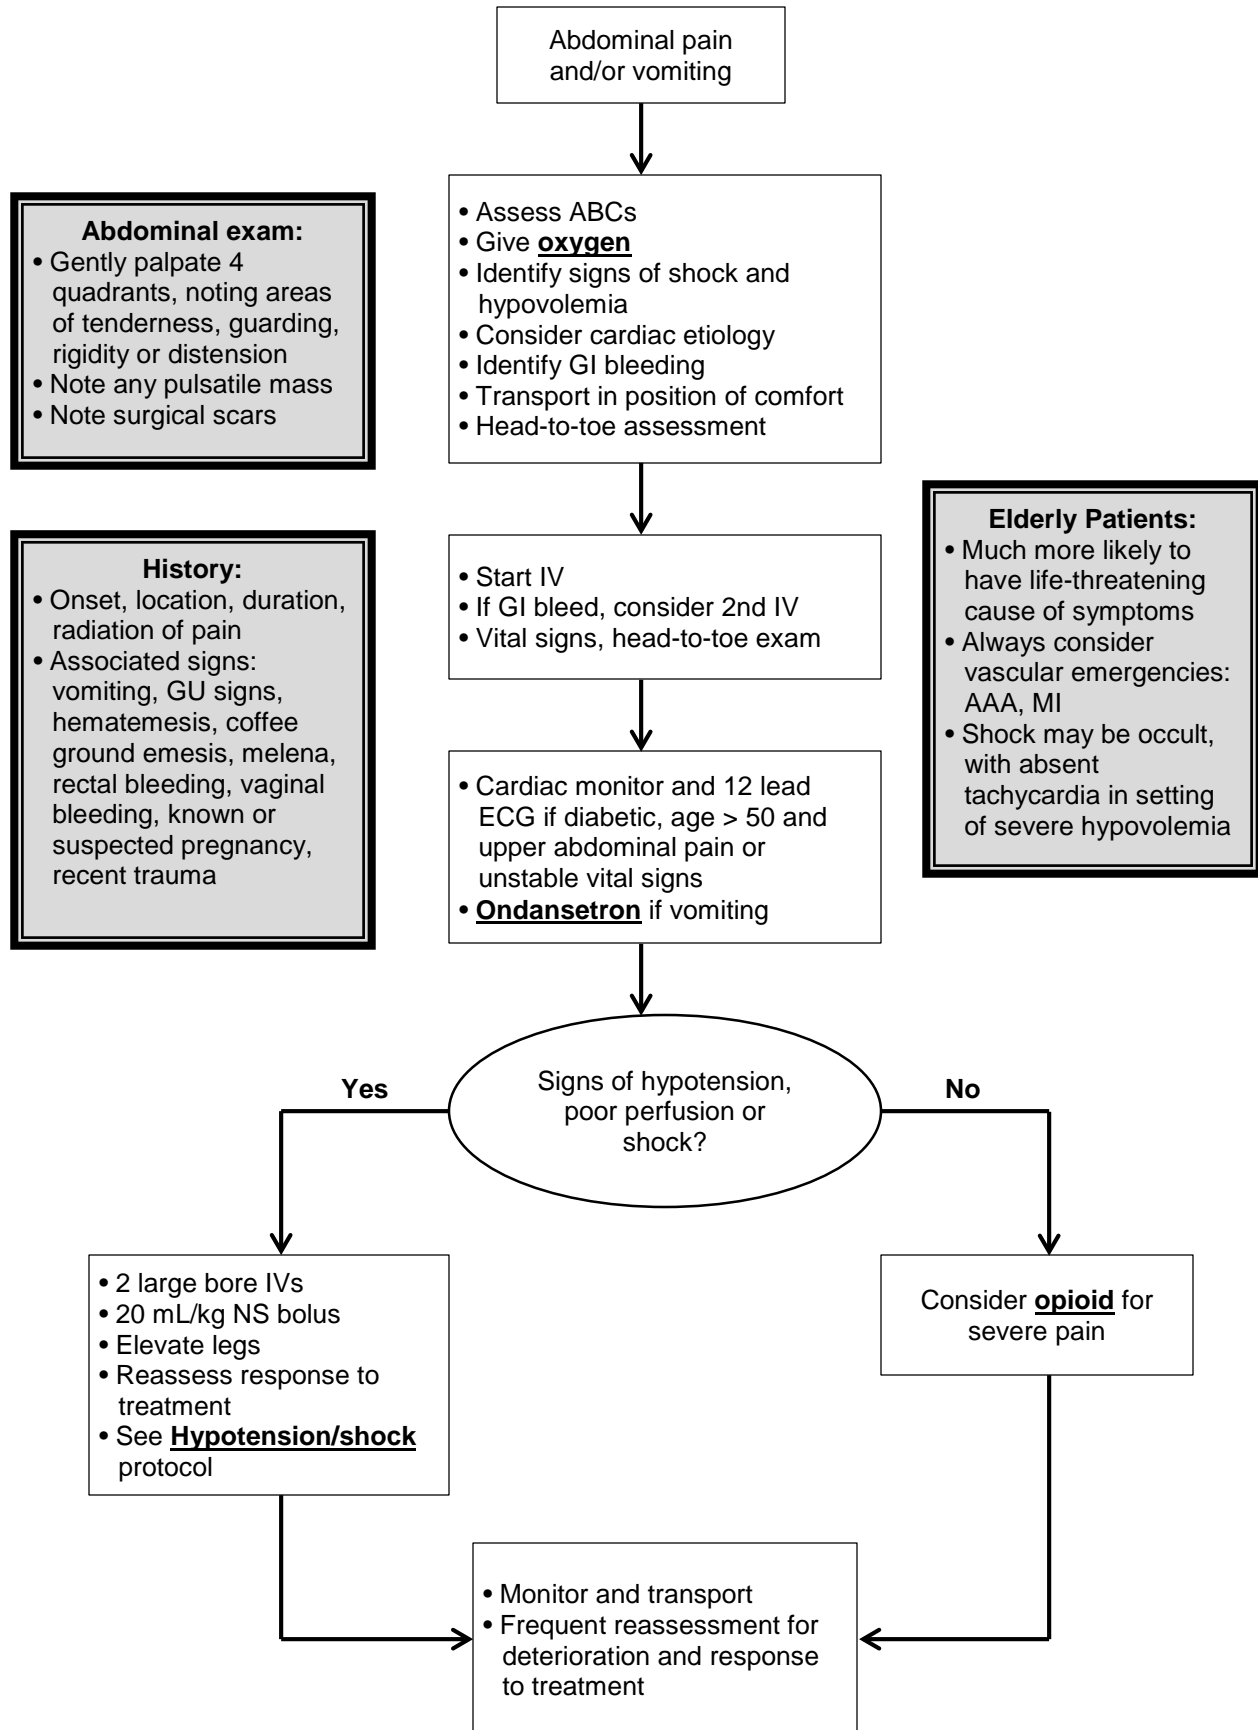 Abdominal pain
and/or vomiting
• Assess ABCs
• Give oxygen
• Identify signs of shock and
hypovolemia
• Consider cardiac etiology
• Identify GI bleeding
• Transport in position of comfort
• Head-to-toe assessment
Abdominal exam:
• Gently palpate 4
quadrants, noting areas
of tenderness, guarding,
rigidity or distension
• Note any pulsatile mass
• Note surgical scars
History:
• Onset, location, duration,
radiation of pain
• Associated signs:
vomiting, GU signs,
hematemesis, coffee
ground emesis, melena,
rectal bleeding, vaginal
bleeding, known or
suspected pregnancy,
recent trauma
• Start IV
• If GI bleed, consider 2nd IV
• Vital signs, head-to-toe exam
Elderly Patients:
• Much more likely to
have life-threatening
cause of symptoms
• Always consider
vascular emergencies:
AAA, MI
• Shock may be occult,
with absent
tachycardia in setting
of severe hypovolemia
• Cardiac monitor and 12 lead
ECG if diabetic, age > 50 and
upper abdominal pain or
unstable vital signs
• Ondansetron if vomiting
Signs of hypotension,
poor perfusion or
shock?
Yes
No
• 2 large bore IVs
• 20 mL/kg NS bolus
• Elevate legs
• Reassess response to
treatment
• See Hypotension/shock
protocol
Consider opioid for
severe pain
• Monitor and transport
• Frequent reassessment for
deterioration and response
to treatment